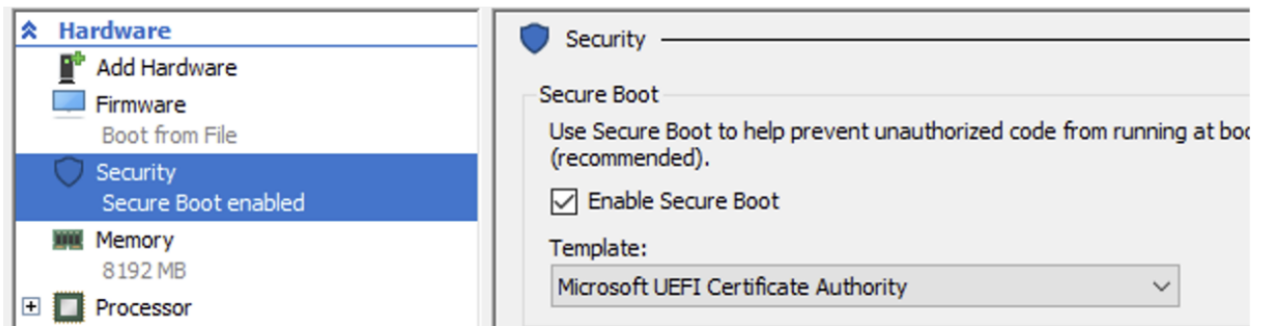 Hardware
Add Hardware
Firmware
Boot from File
Security
Secure Boot enabled
Memory
8192 MB
Processor
Security
Secure Boot
Use Secure Boot to help prevent unauthorized code from running at boo
(recommended).
Enable Secure Boot
Template:
Microsoft UEFI Certificate Authority